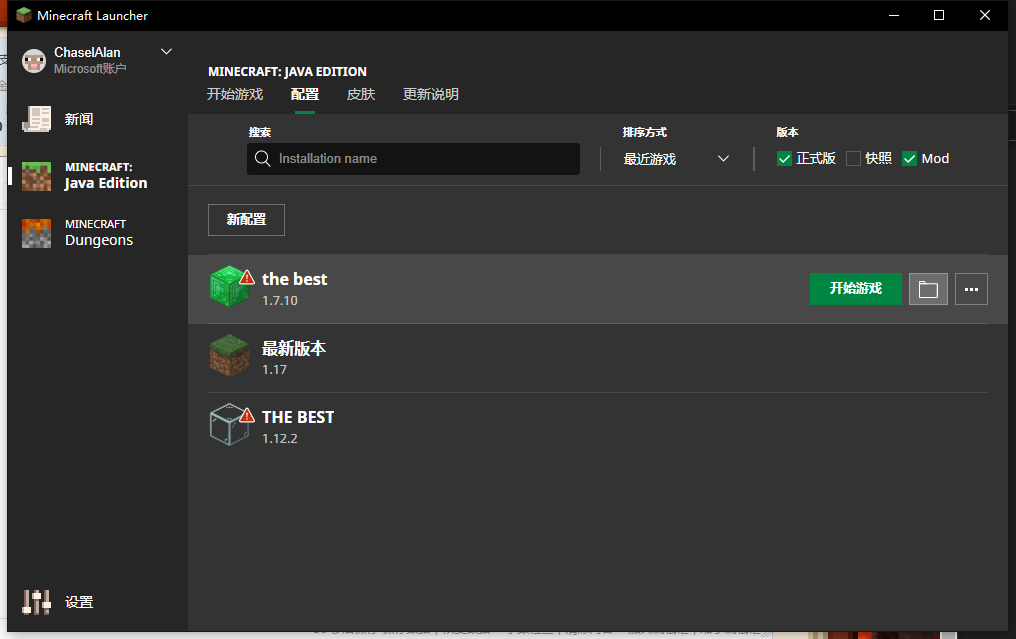 Minecraft Launcher
ChaselAlan
Microsoft账户
新闻
MINECRAFT:
Java Edition
MINECRAFT
Dungeons
设置
MINECRAFT: JAVA EDITION
开始游戏 配置 皮肤 更新说明
搜索 排序方式 版本
Installation name 最近游戏 正式版 快照 Mod
新配置
the best
1.7.10
开始游戏
最新版本
1.17
THE BEST
1.12.2